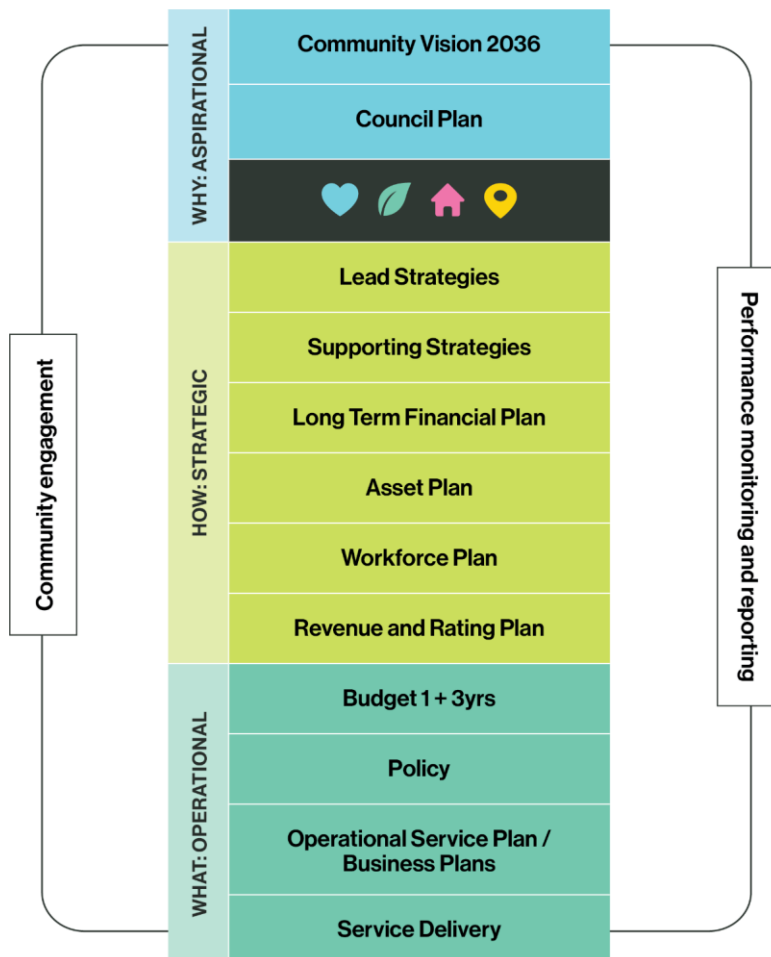 Community Vision 2036
Council Plan
WHY: ASPIRATIONAL
Lead Strategies
Supporting Strategies
Long Term Financial Plan
Asset Plan
Workforce Plan
Revenue and Rating Plan
HOW: STRATEGIC
Budget 1 + 3yrs
Policy
Operational Service Plan /
Business Plans
Service Delivery
WHAT: OPERATIONAL
Community engagement
Performance monitoring and reporting